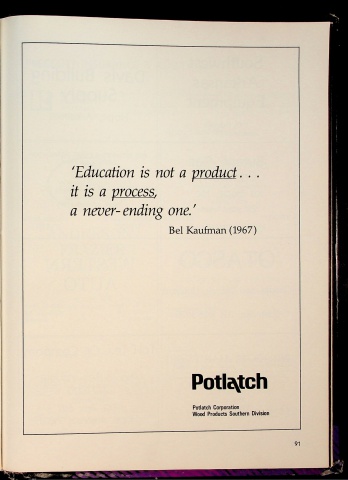 'Education is not a product . . .
it is a process,
a never-ending one.'
Bel Kaufman (1967)
Potlatch
Potlatch Corporation
Wood Products Southern Division
91